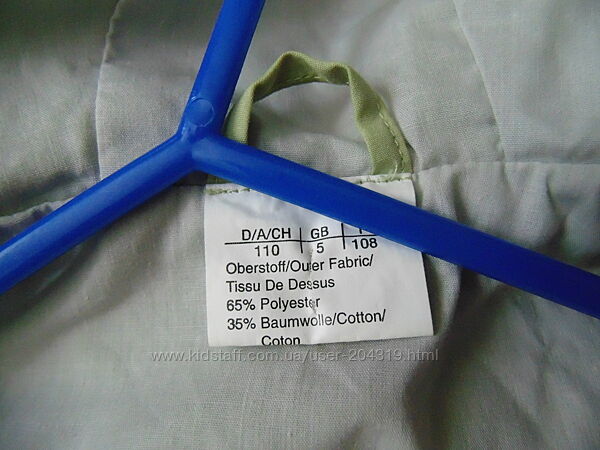 D/A/CH GB
110 5 108
Oberstoff/Outer Fabric/
Tissu De Dessus
65% Polyester
35% Baumwolle/Cotton/
Coton
www.kidstaff.com.ua/user-204319.html